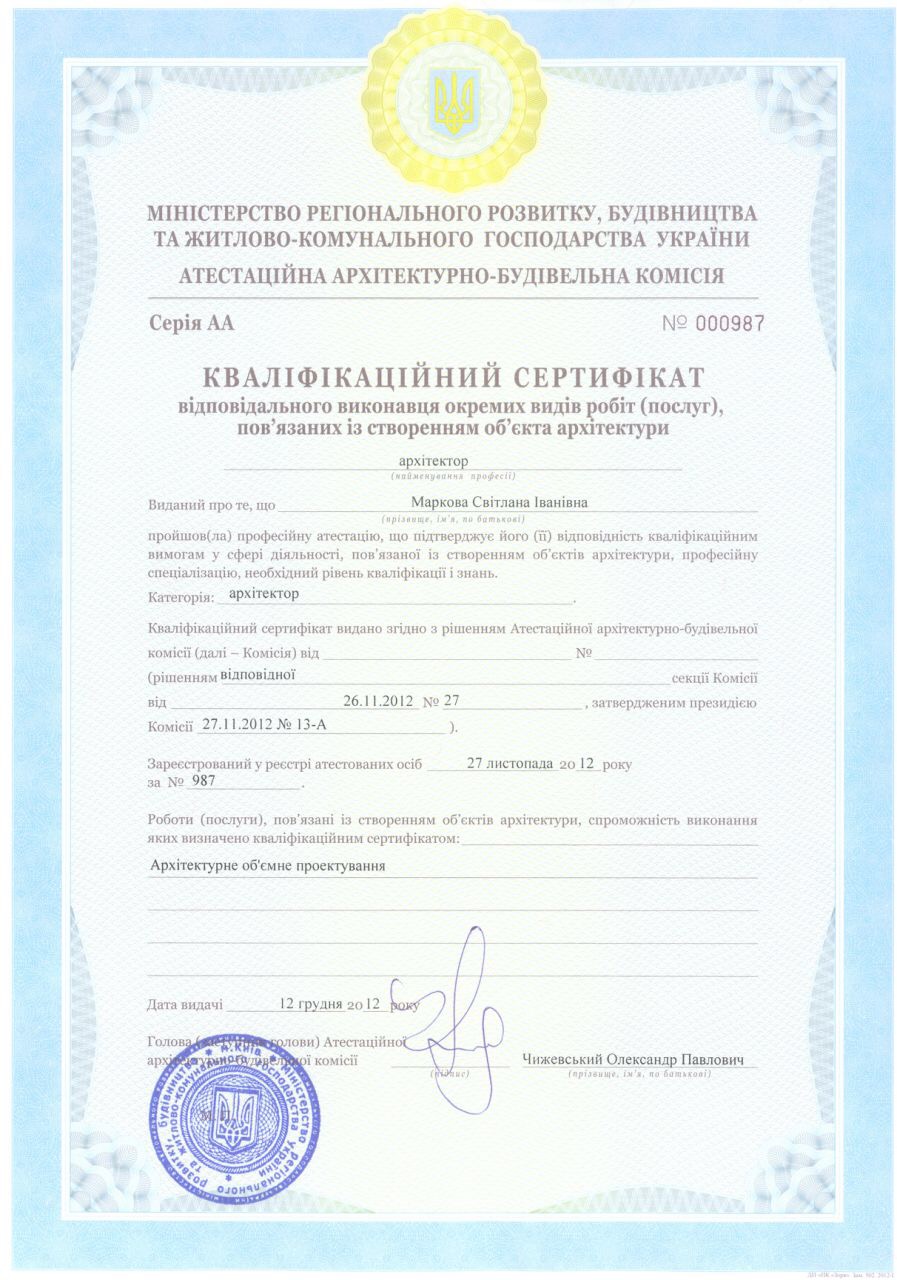 МІНІСТЕРСТВО РЕГІОНАЛЬНОГО РОЗВИТКУ, БУДІВНИЦТВА
ТА ЖИТЛОВО-КОМУНАЛЬНОГО ГОСПОДАРСТВА УКРАЇНИ
АТЕСТАЦІЙНА АРХІТЕКТУРНО-БУДІВЕЛЬНА КОМІСІЯ
Серія АА № 000987
КВАЛІФІКАЦІЙНИЙ СЕРТИФІКАТ
відповідального виконавця окремих видів робіт (послуг),
пов'язаних із створенням об'єкта архітектури
архітектор
(найменування професії)
Виданий про те, що Маркова Світлана Іванівна
(прізвище, ім'я, по батькові)
пройшов(ла) професійну атестацію, що підтверджує його (її) відповідність кваліфікаційним
вимогам у сфері діяльності, пов'язаної із створенням об'єктів архітектури, професійну
спеціалізацію, необхідний рівень кваліфікації і знань.
Категорія: архітектор.
Кваліфікаційний сертифікат видано згідно з рішенням Атестаційної архітектурно-будівельної
комісії (далі – Комісія) від №
(рішенням відповідної секції Комісії
від 26.11.2012 № 27, затвердженим президією
Комісії 27.11.2012 № 13-А ).
Зареєстрований у реєстрі атестованих осіб 27 листопада 2012 року
за № 987.
Роботи (послуги), пов'язані із створенням об'єктів архітектури, спроможність виконання
яких визначено кваліфікаційним сертифікатом:
Архітектурне об'ємне проектування
Дата видачі 12 грудня 2012 року
Голова (заступник голови) Атестаційної
архітектурно-будівельної комісії Чижевський Олександр Павлович
(підпис) (прізвище, ім'я, по батькові)
М.П.
м.Київ * Міністерство регіонального розвитку, будівництва
та житлово-комунального господарства України